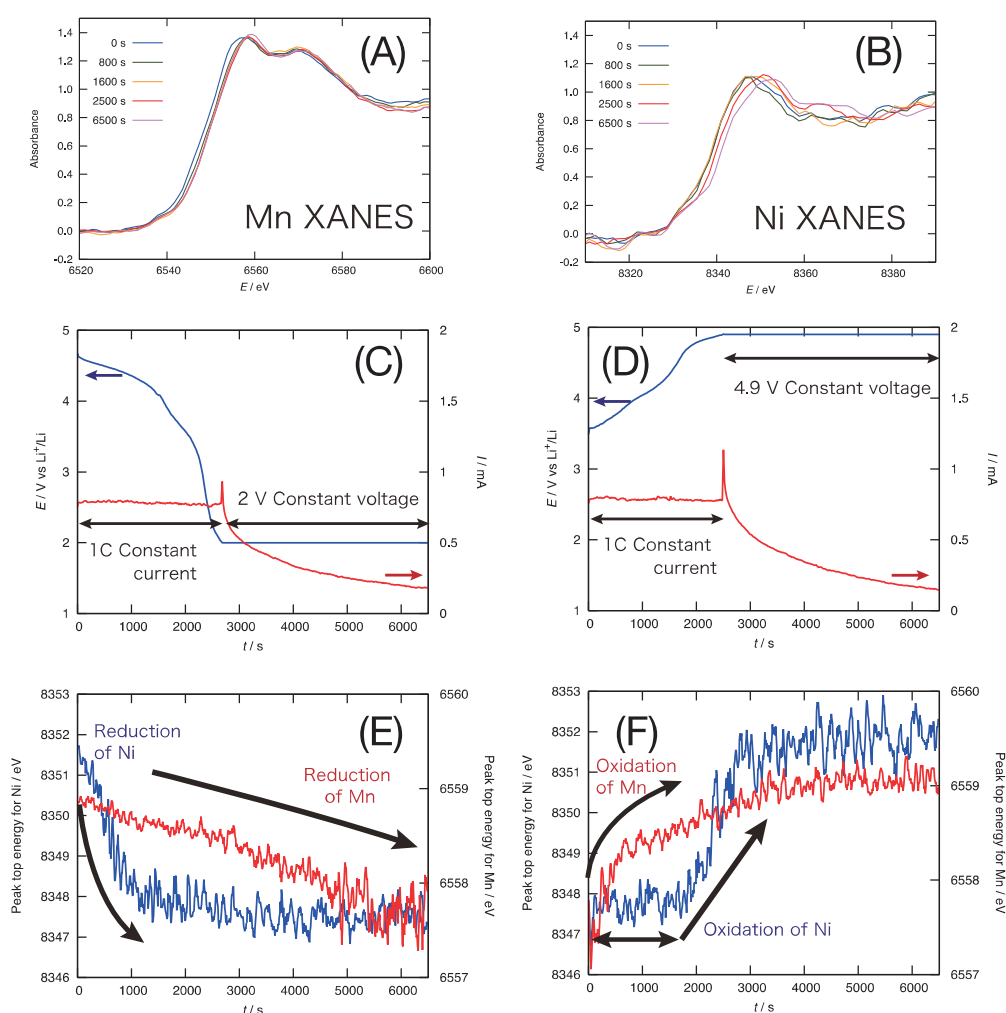 (A)
0 s
800 s
1600 s
2500 s
6500 s
Mn XANES
Absorbance
1.4
1.2
1.0
0.8
0.6
0.4
0.2
0.0
-0.2
6520
6540
6560
6580
6600
E / eV
(B)
0 s
800 s
1600 s
2500 s
6500 s
Ni XANES
Absorbance
1.4
1.2
1.0
0.8
0.6
0.4
0.2
0.0
-0.2
8320
8340
8360
8380
E / eV
(C)
2 V Constant voltage
1C Constant
current
E / V vs Li+/Li
5
4
3
2
1
I / mA
2
1.5
1
0.5
0
0
1000
2000
3000
4000
5000
6000
t / s
(D)
4.9 V Constant voltage
1C Constant
current
E / V vs Li+/Li
5
4
3
2
1
I / mA
2
1.5
1
0.5
0
0
1000
2000
3000
4000
5000
6000
t / s
(E)
Reduction
of Ni
Reduction
of Mn
Peak top energy for Ni / eV
8353
8352
8351
8350
8349
8348
8347
8346
Peak top energy for Mn / eV
6560
6559
6558
6557
0
1000
2000
3000
4000
5000
6000
t / s
(F)
Oxidation
of Mn
Oxidation of Ni
Peak top energy for Ni / eV
8353
8352
8351
8350
8349
8348
8347
8346
Peak top energy for Mn / eV
6560
6559
6558
6557
0
1000
2000
3000
4000
5000
6000
t / s